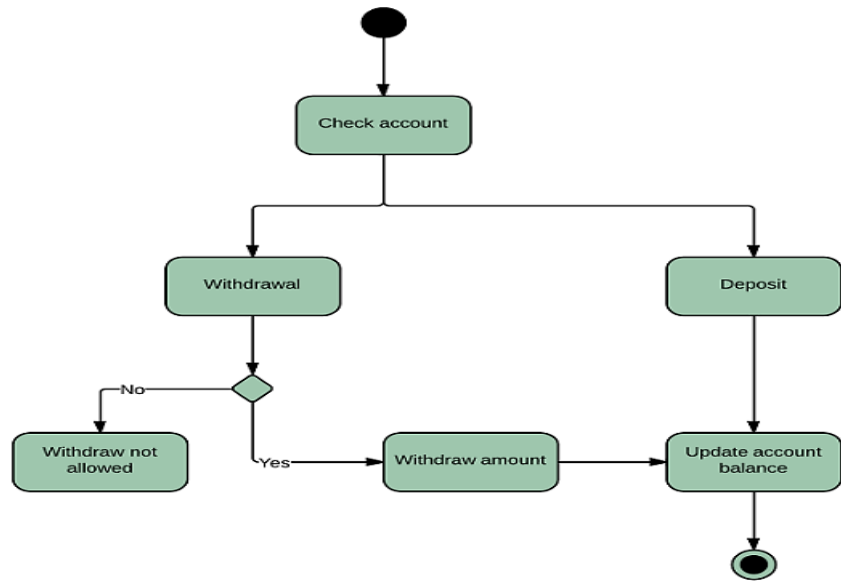 Check account
Withdrawal
Deposit
No
Withdraw not
allowed
Yes
Withdraw amount
Update account
balance